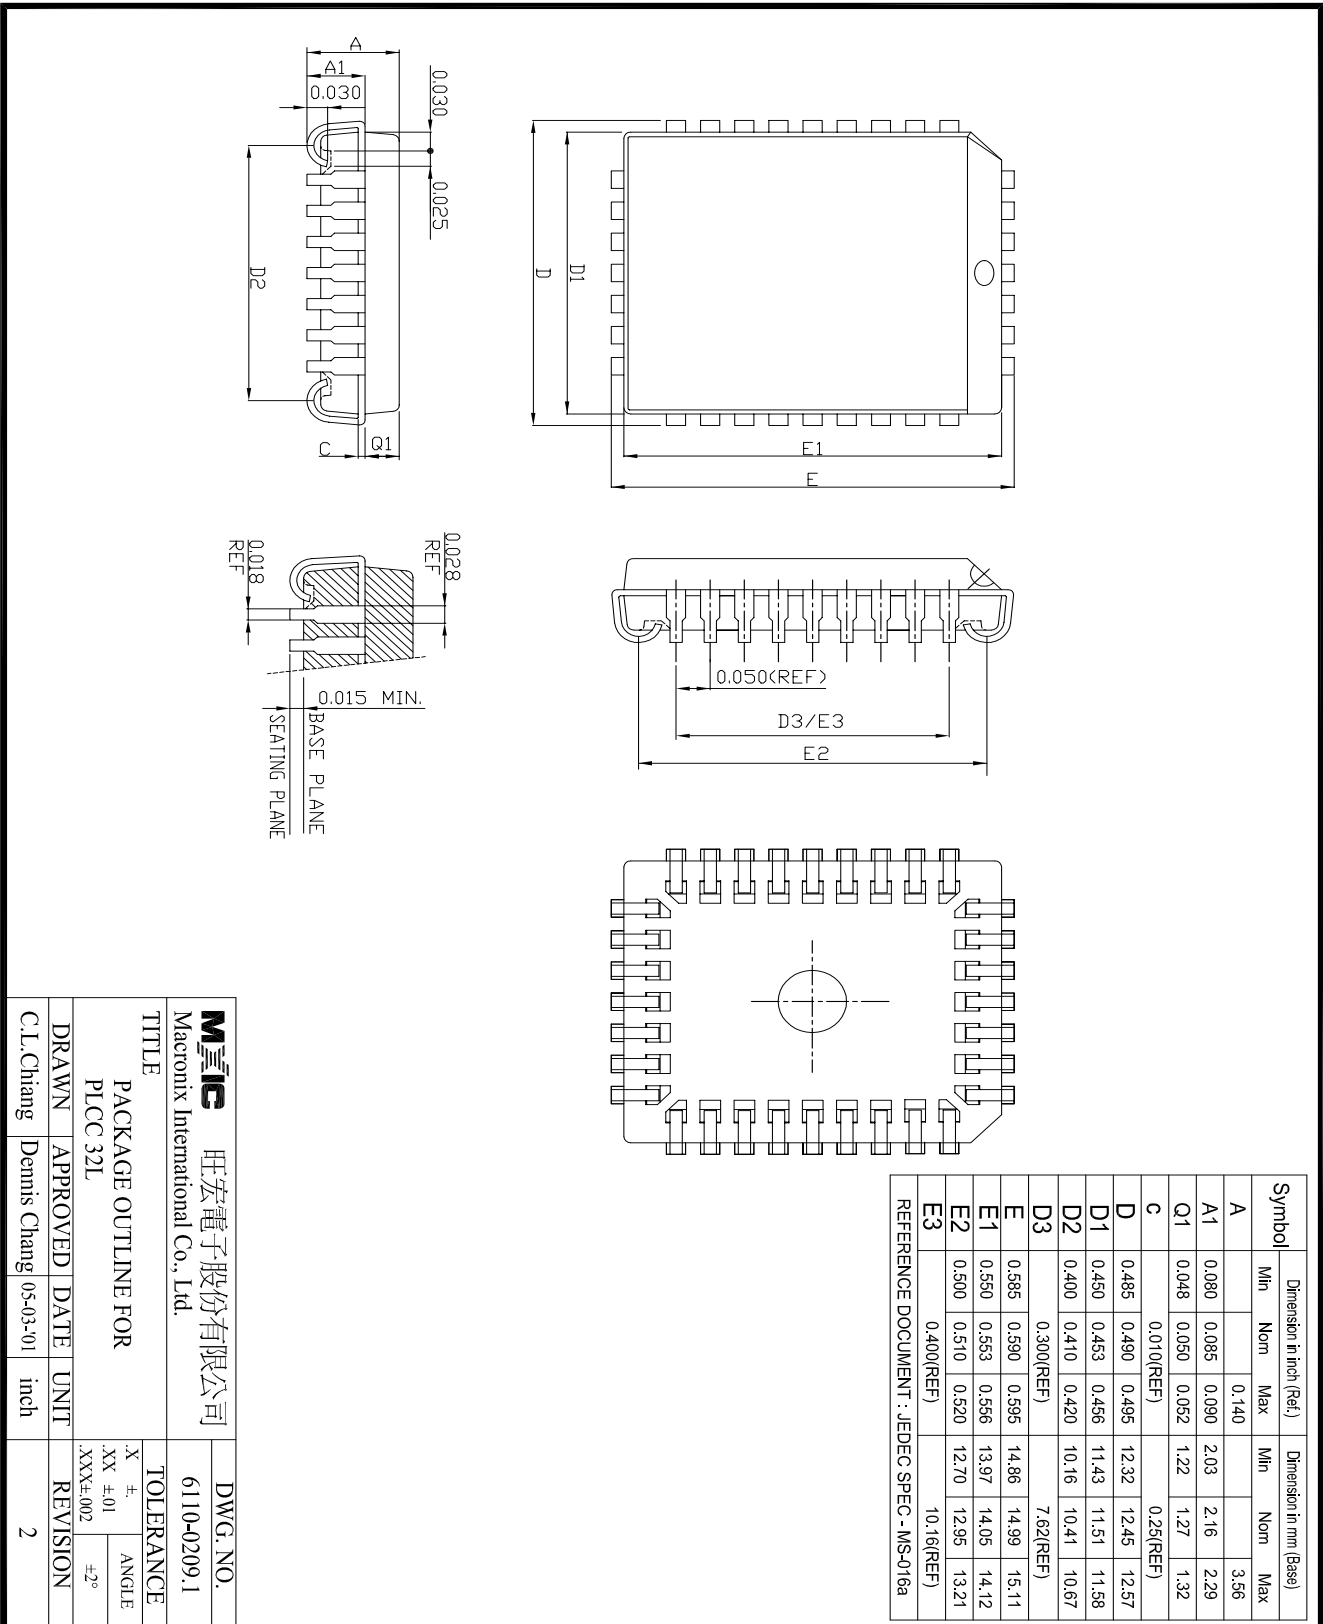 A
A1
0.030
0.030
0.025
D2
C
Q1
D
D1
E1
E
0.018
REF
0.028
REF
0.015 MIN.
BASE PLANE
SEATING PLANE
0.050(REF)
D3/E3
E2
Symbol Dimension in inch (Ref.) Dimension in mm (Base)
Min Nom Max Min Nom Max
A 0.140 3.56
A1 0.080 0.085 0.090 2.03 2.16 2.29
Q1 0.048 0.050 0.052 1.22 1.27 1.32
c 0.010(REF) 0.25(REF)
D 0.485 0.490 0.495 12.32 12.45 12.57
D1 0.450 0.453 0.456 11.43 11.51 11.58
D2 0.400 0.410 0.420 10.16 10.41 10.67
D3 0.300(REF) 7.62(REF)
E 0.585 0.590 0.595 14.86 14.99 15.11
E1 0.550 0.553 0.556 13.97 14.05 14.12
E2 0.500 0.510 0.520 12.70 12.95 13.21
E3 0.400(REF) 10.16(REF)
REFERENCE DOCUMENT : JEDEC SPEC - MS-016a
MXIC 旺宏電子股份有限公司
Macronix International Co., Ltd.
DWG. NO.
6110-0209.1
TITLE
PACKAGE OUTLINE FOR
PLCC 32L
TOLERANCE
.X ±.
.XX ±.01
.XXX±.002
ANGLE
±2°
DRAWN APPROVED DATE UNIT REVISION
C.L.Chiang Dennis Chang 05-03-'01 inch 2